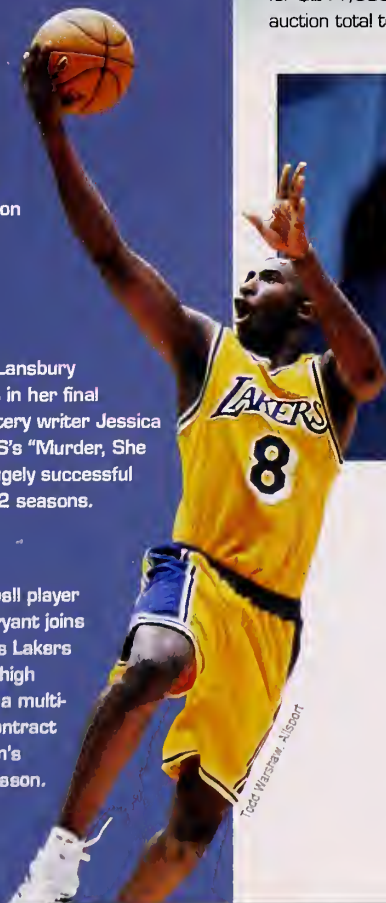 auction total t
on
Lansbury
in her final
tery writer Jessica
S's "Murder, She
gely successful
2 seasons.
all player
ryant joins
s Lakers
high
a multi-
ontract
n's
ason.
LAKERS
8
Todd Warshaw, Allsport